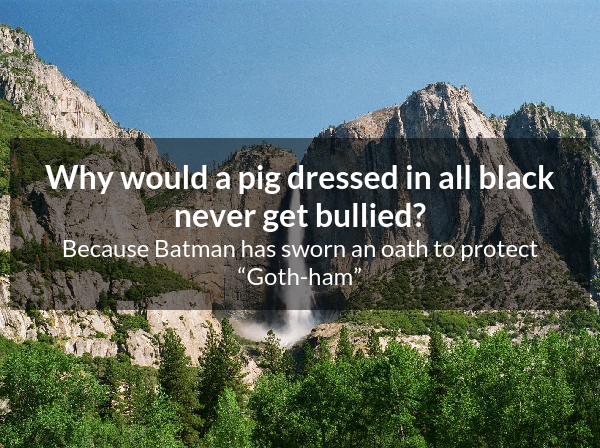 Why would a pig dressed in all black
never get bullied?
Because Batman has sworn an oath to protect
“Goth-ham”